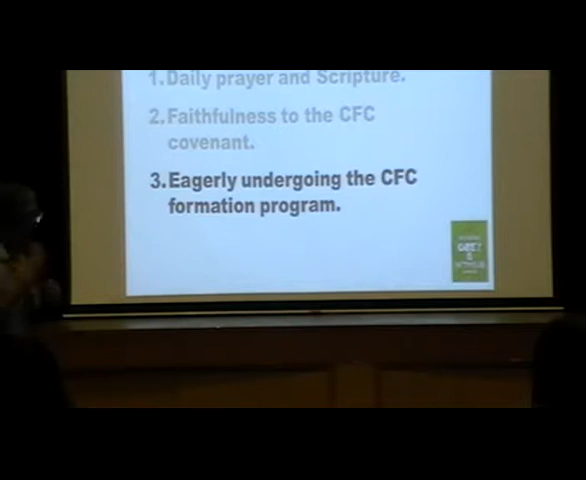 1.Daily prayer and Scripture.
2.Faithfulness to the CFC
covenant.
3.Eagerly undergoing the CFC
formation program.